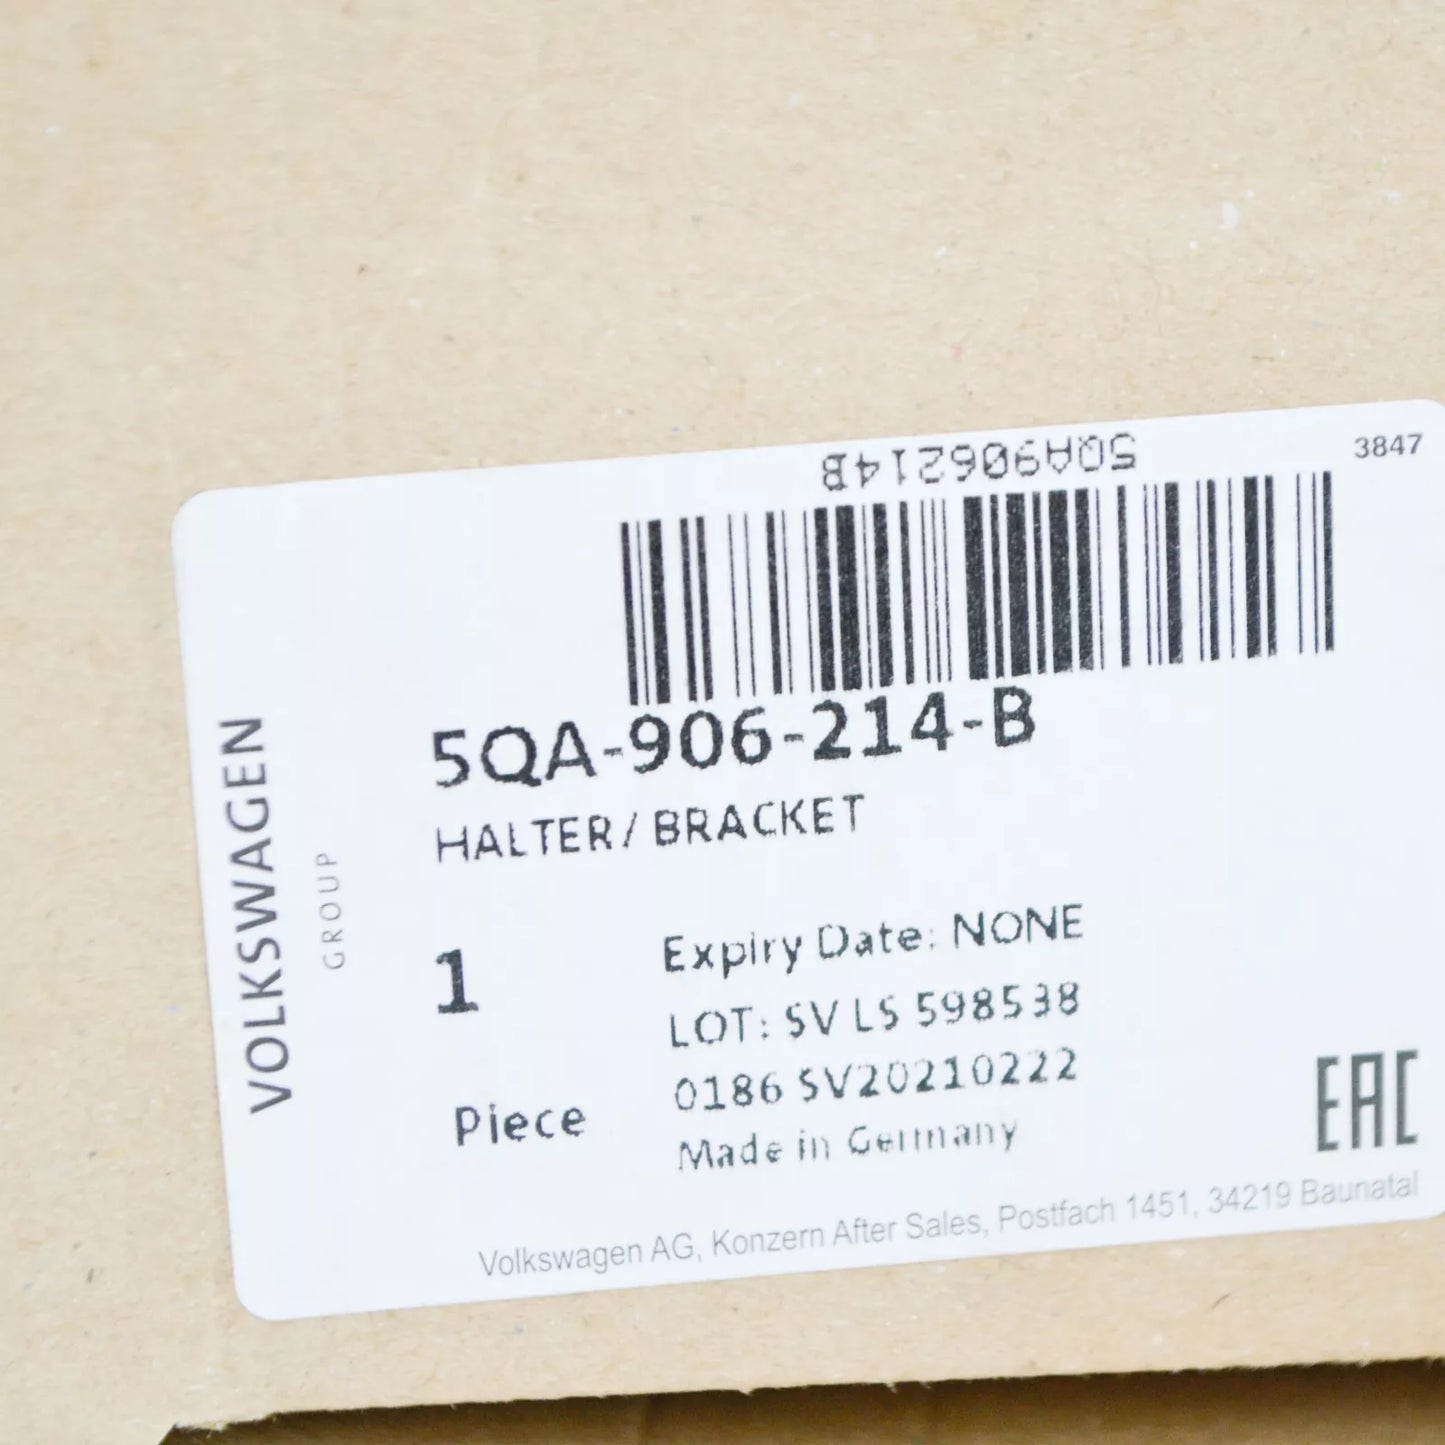 5QA906214B
3847
5QA-906-214-B
HALTER/ BRACKET
VOLKSWAGEN
GROUP
1
Piece
Expiry Date: NONE
LOT: SV LS 598538
0186 SV20210222
Made in Germany
EAC
Volkswagen AG, Konzern After Sales, Postfach 1451, 34219 Baunatal